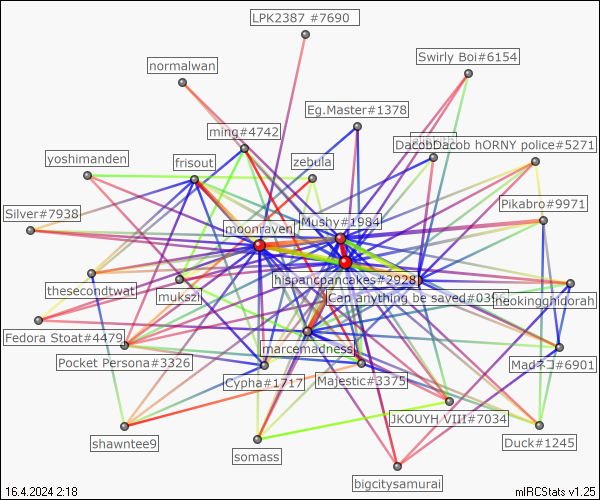 LPK2387 #7690
Swirly Boi#6154
normalwan
Eg.Master#1378
ming#4742
DacobDacob hORNY police#5271
yoshimanden
frisout
zebula
Pikabro#9971
Silver#7938
moonraven
Mushy#1984
hispancpancakes#2928
thesecondtwat
mukszi
Can anything be saved#03
neokingghidorah
Fedora Stoat#4479
Pocket Persona#3326
marcemadness
Madネコ#6901
Cypha#1717
Majestic#3375
JKOUYH VIII#7034
shawntee9
somass
Duck#1245
bigcitysamurai
16.4.2024 2:18
mIRCStats v1.25